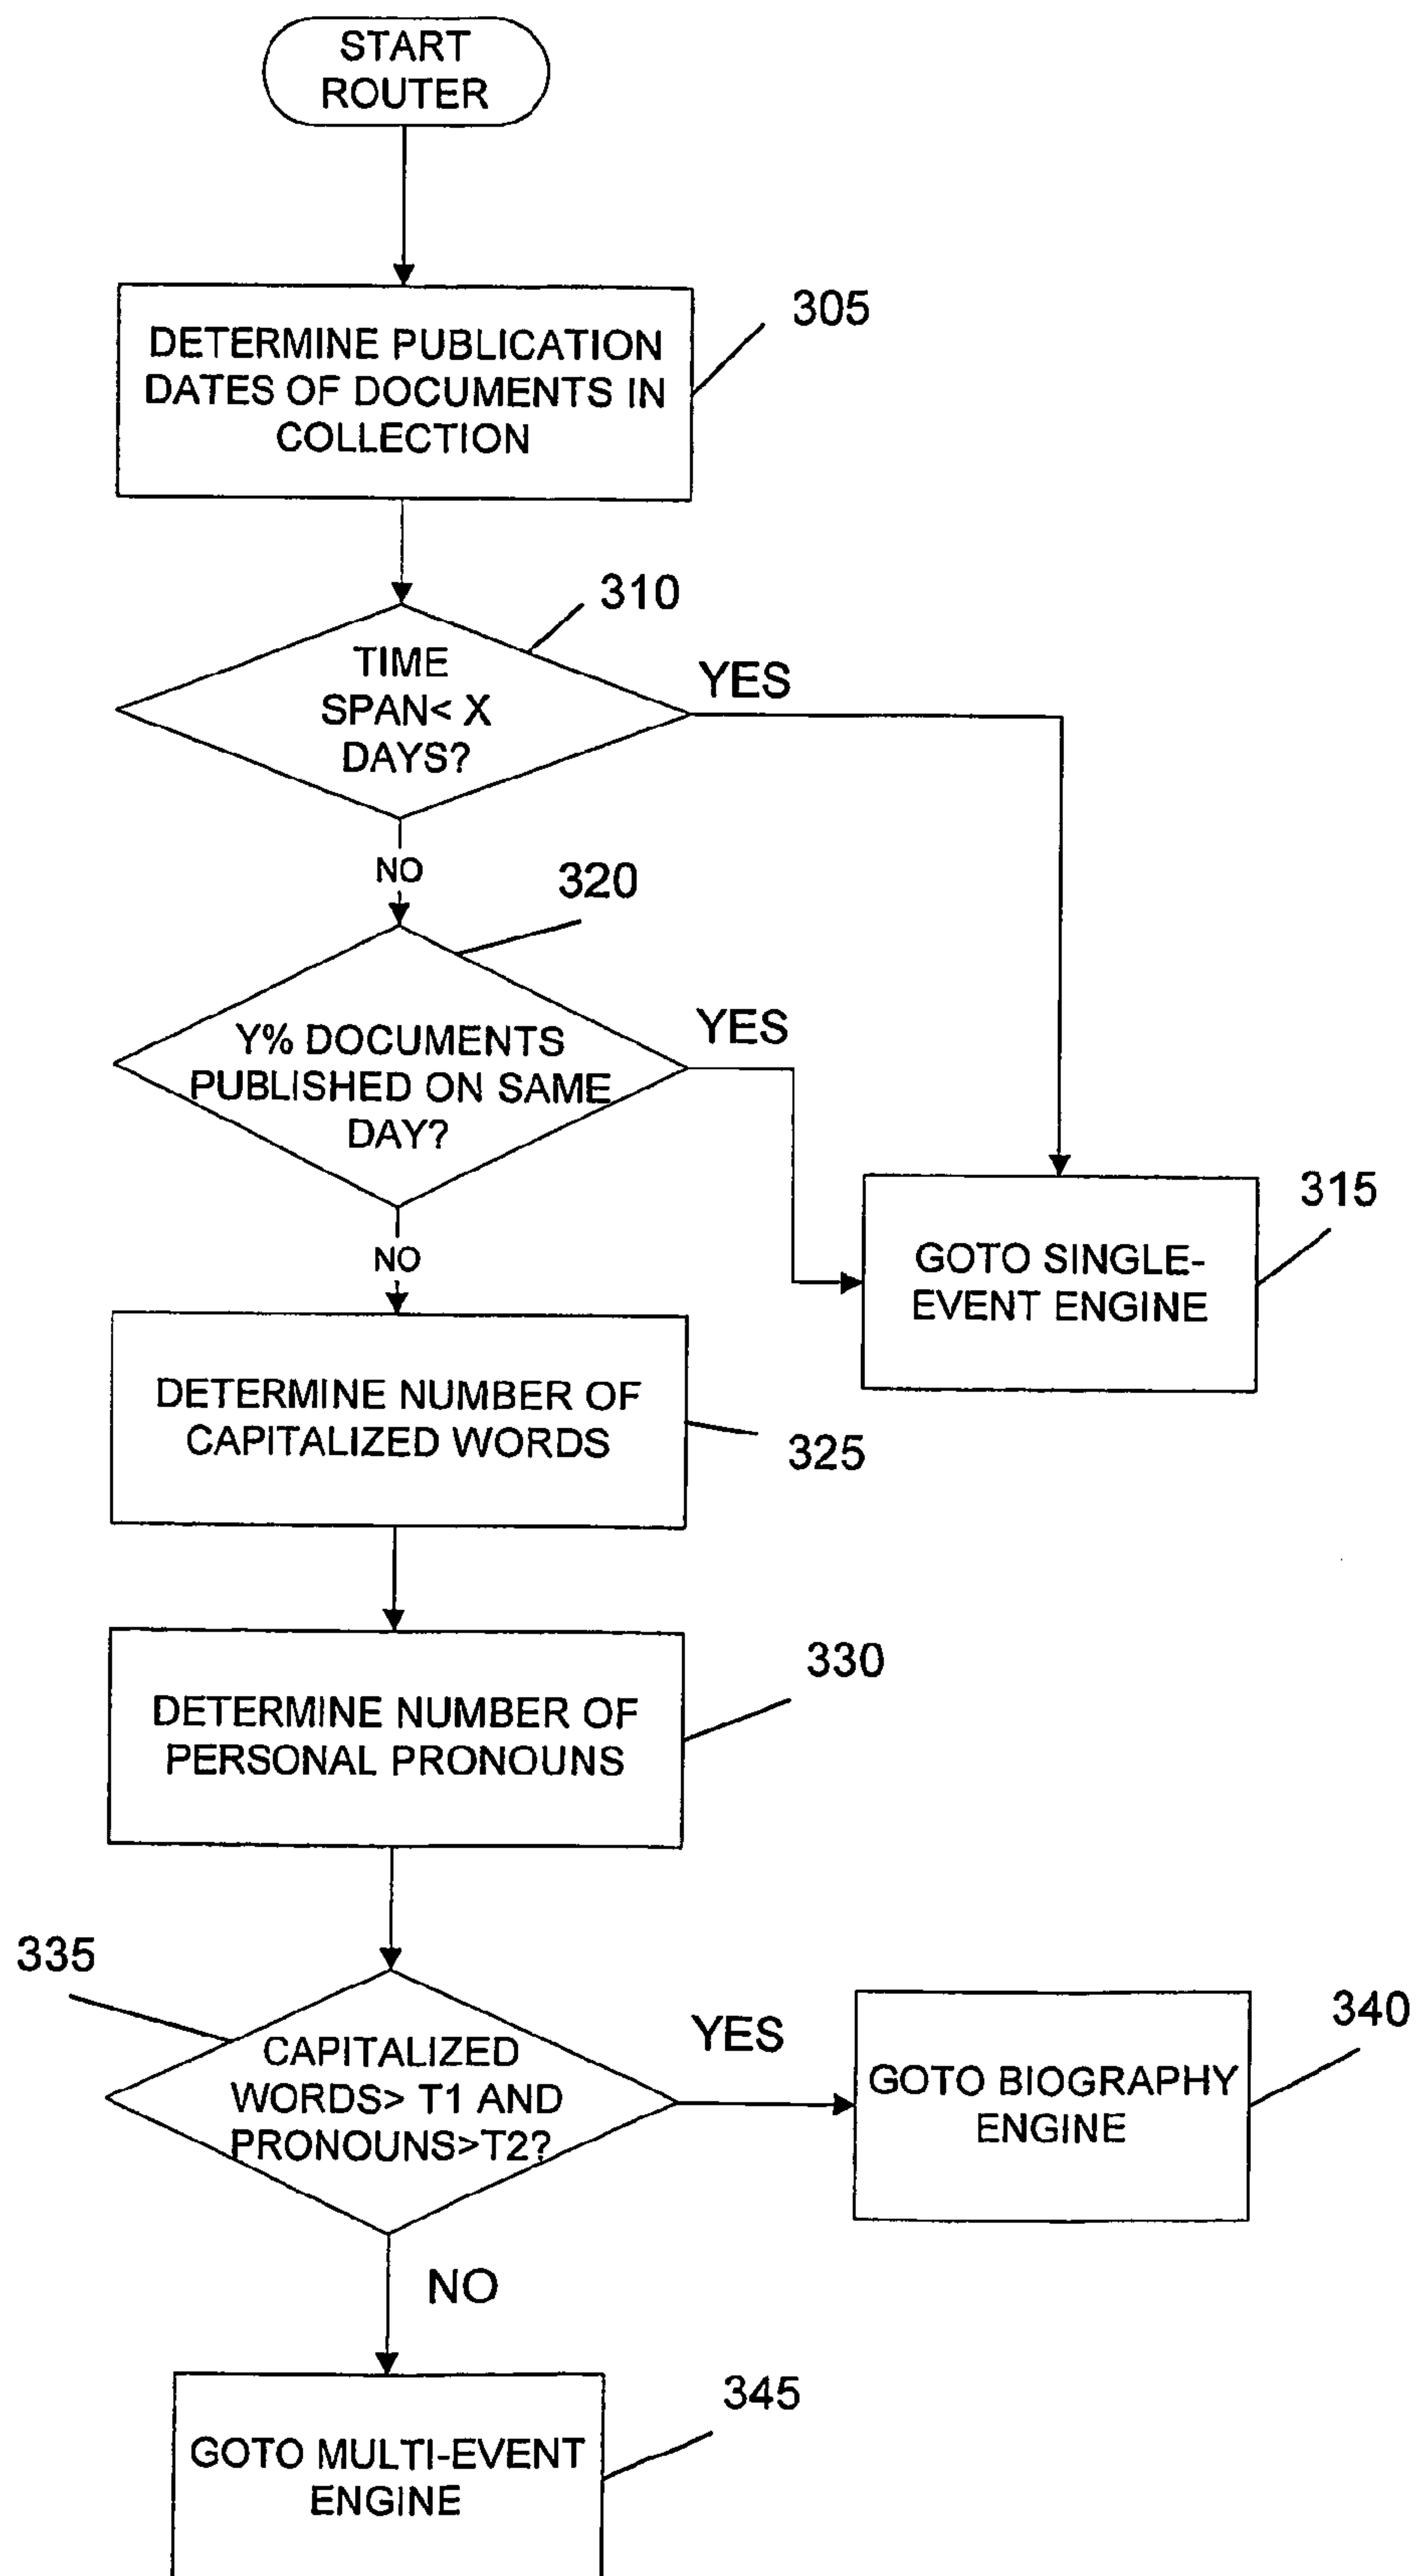 START
ROUTER
305
DETERMINE PUBLICATION
DATES OF DOCUMENTS IN
COLLECTION
310
TIME
SPAN< X
DAYS?
YES
NO
320
Y% DOCUMENTS
PUBLISHED ON SAME
DAY?
YES
315
GOTO SINGLE-
EVENT ENGINE
NO
DETERMINE NUMBER OF
CAPITALIZED WORDS
325
330
DETERMINE NUMBER OF
PERSONAL PRONOUNS
335
CAPITALIZED
WORDS> T1 AND
PRONOUNS>T2?
YES
340
GOTO BIOGRAPHY
ENGINE
NO
345
GOTO MULTI-EVENT
ENGINE